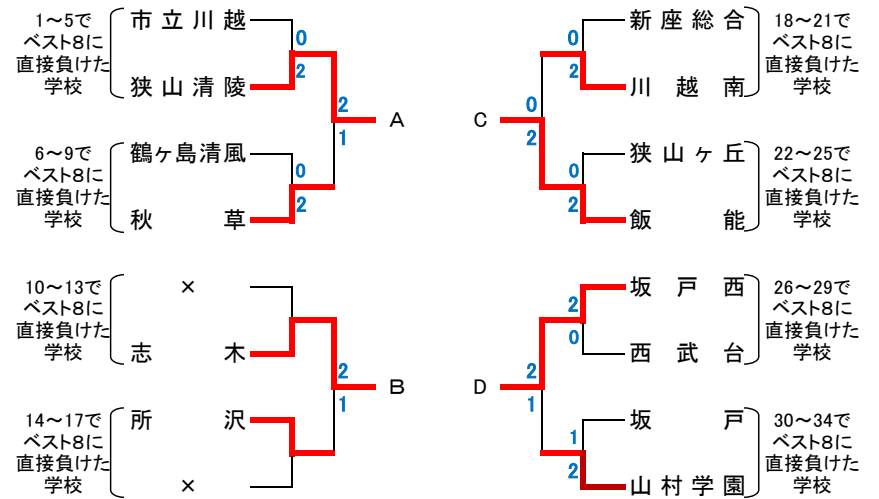 1～5で
ベスト8に
直接負けた
学校
市立川越
0
2
狭山清陵
2
1
A
6～9で
ベスト8に
直接負けた
学校
鶴ヶ島清風
0
2
秋草
10～13で
ベスト8に
直接負けた
学校
×
志木
2
1
B
14～17で
ベスト8に
直接負けた
学校
所沢
×
新座総合
0
2
川越南
18～21で
ベスト8に
直接負けた
学校
C
0
2
狭山ヶ丘
0
2
飯能
22～25で
ベスト8に
直接負けた
学校
坂戸西
2
0
西武台
26～29で
ベスト8に
直接負けた
学校
D
2
1
坂戸
1
2
山村学園
30～34で
ベスト8に
直接負けた
学校